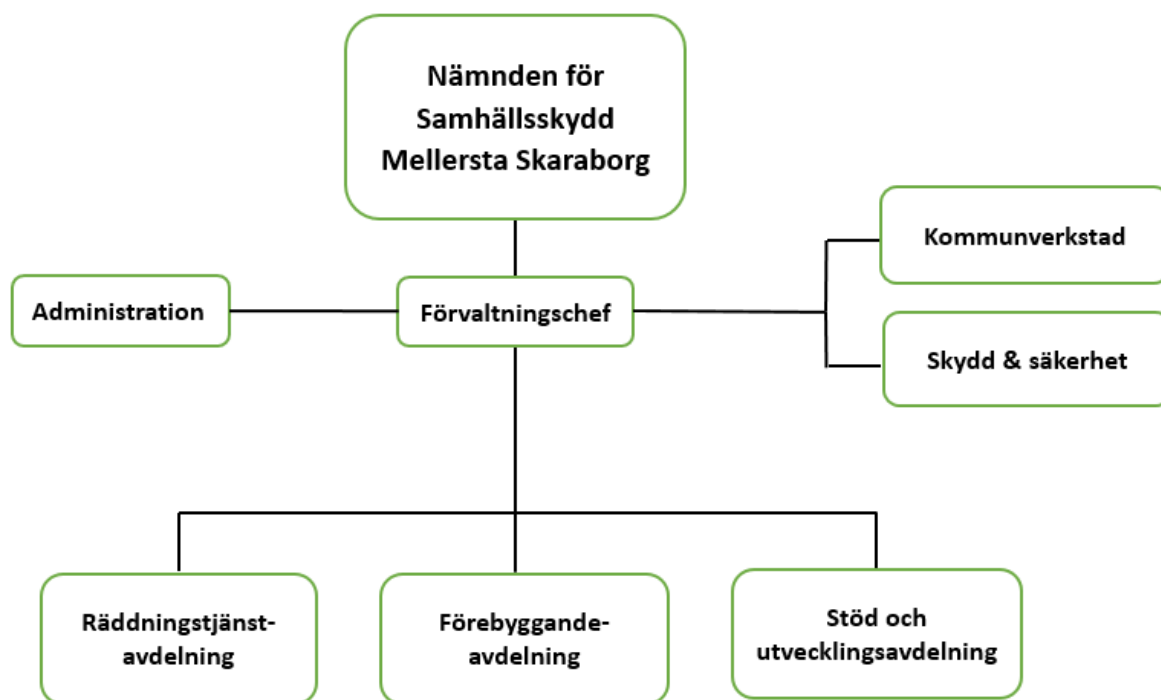 Nämnden för
Samhällsskydd
Mellersta Skaraborg
Kommunverkstad
Administration
Förvaltningschef
Skydd & säkerhet
Räddningstjänst-
avdelning
Förebyggande-
avdelning
Stöd och
utvecklingsavdelning